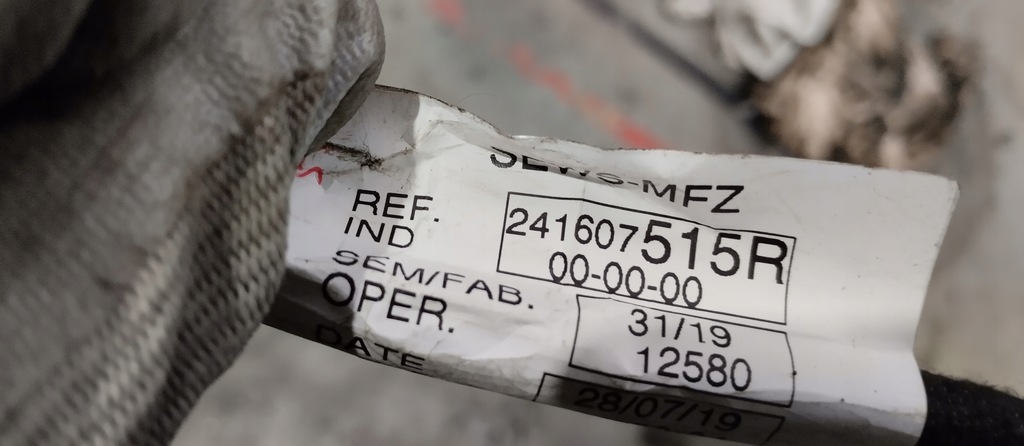 SEWS-MFZ
REF. 241607515R
IND 00-00-00
SEM/FAB. 31/19
OPER. 12580
DATE 28/07/19